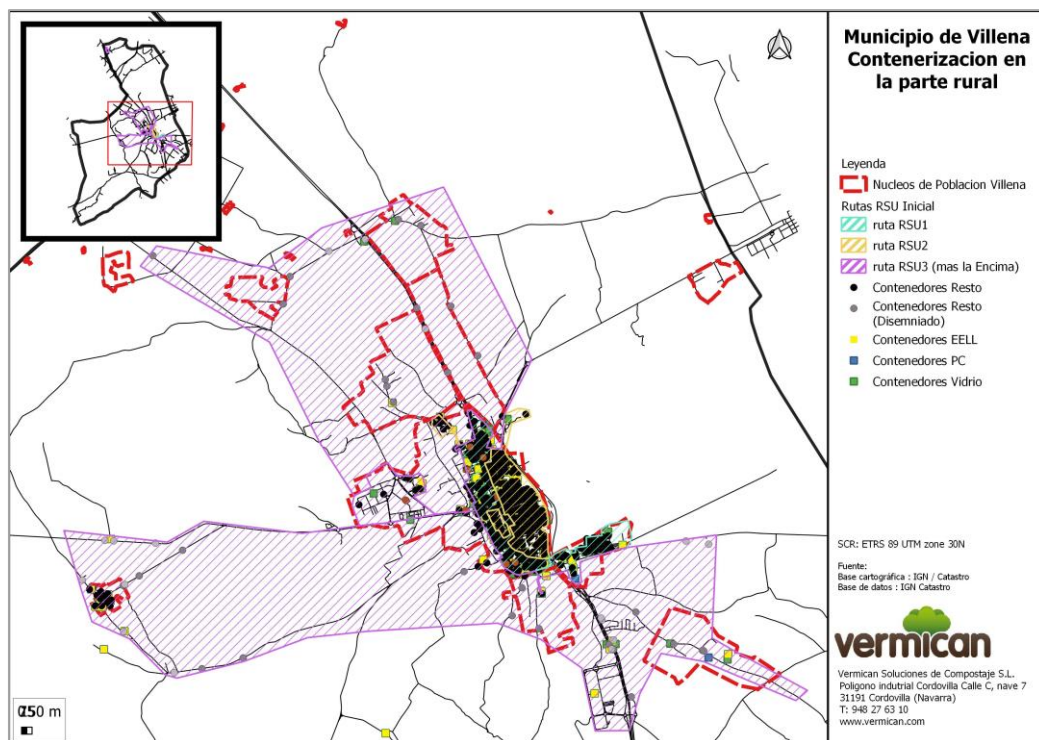 Municipio de Villena
Contenerizacion en
la parte rural
Leyenda
Nucleos de Poblacion Villena
Rutas RSU Inicial
ruta RSU1
ruta RSU2
ruta RSU3 (mas la Encima)
Contenedores Resto
Contenedores Resto
(Disemniado)
Contenedores EELL
Contenedores PC
Contenedores Vidrio
SCR: ETRS 89 UTM zone 30N
Fuente:
Base cartográfica : IGN / Catastro
Base de datos : IGN Catastro
vermican
Vermican Soluciones de Compostaje S.L.
Poligono indutrial Cordovilla Calle C, nave 7
31191 Cordovilla (Navarra)
T: 948 27 63 10
www.vermican.com
m